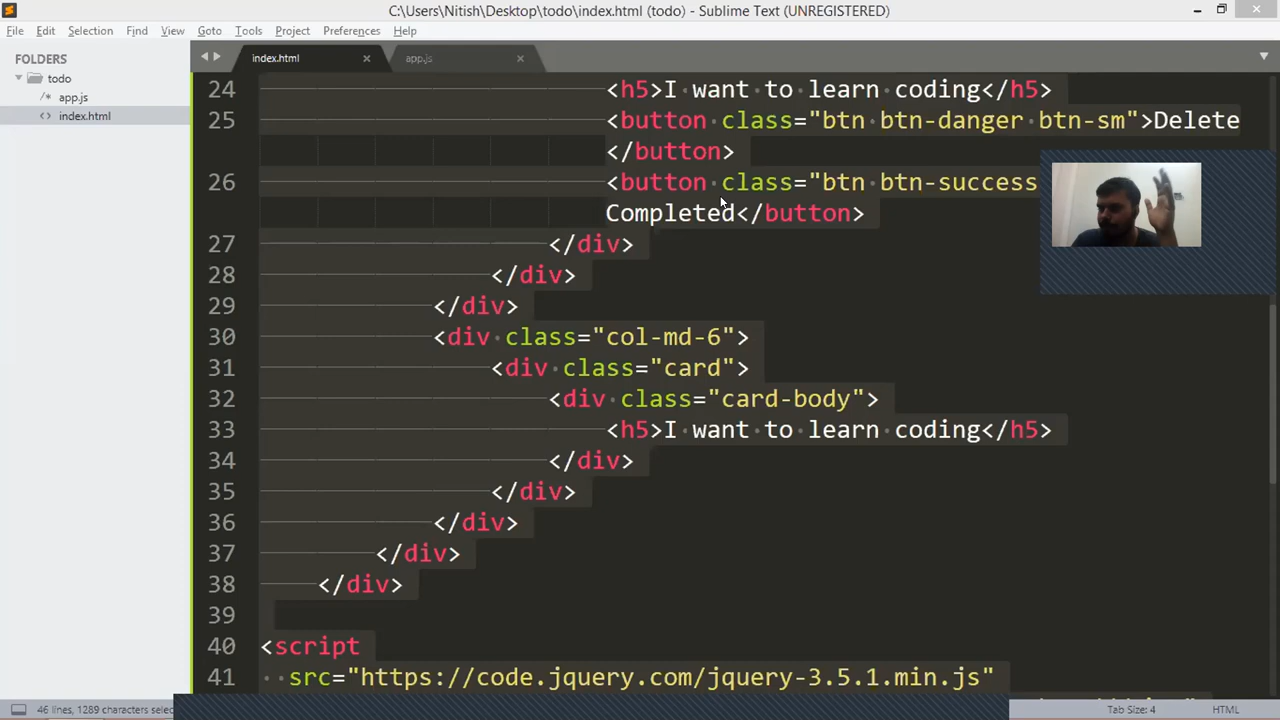 C:\Users\Nitish\Desktop\todo\index.html (todo) - Sublime Text (UNREGISTERED)
File Edit Selection Find View Goto Tools Project Preferences Help
FOLDERS
todo
/* app.js
<> index.html
index.html × app.js ×
24 <h5>I want to learn coding</h5>
25 <button class="btn btn-danger btn-sm">Delete
</button>
26 <button class="btn btn-success
Completed</button>
27 </div>
28 </div>
29 </div>
30 <div class="col-md-6">
31 <div class="card">
32 <div class="card-body">
33 <h5>I want to learn coding</h5>
34 </div>
35 </div>
36 </div>
37 </div>
38 </div>
39
40 <script
41 src="https://code.jquery.com/jquery-3.5.1.min.js"
46 lines, 1289 characters selec
Tab Size: 4
HTML